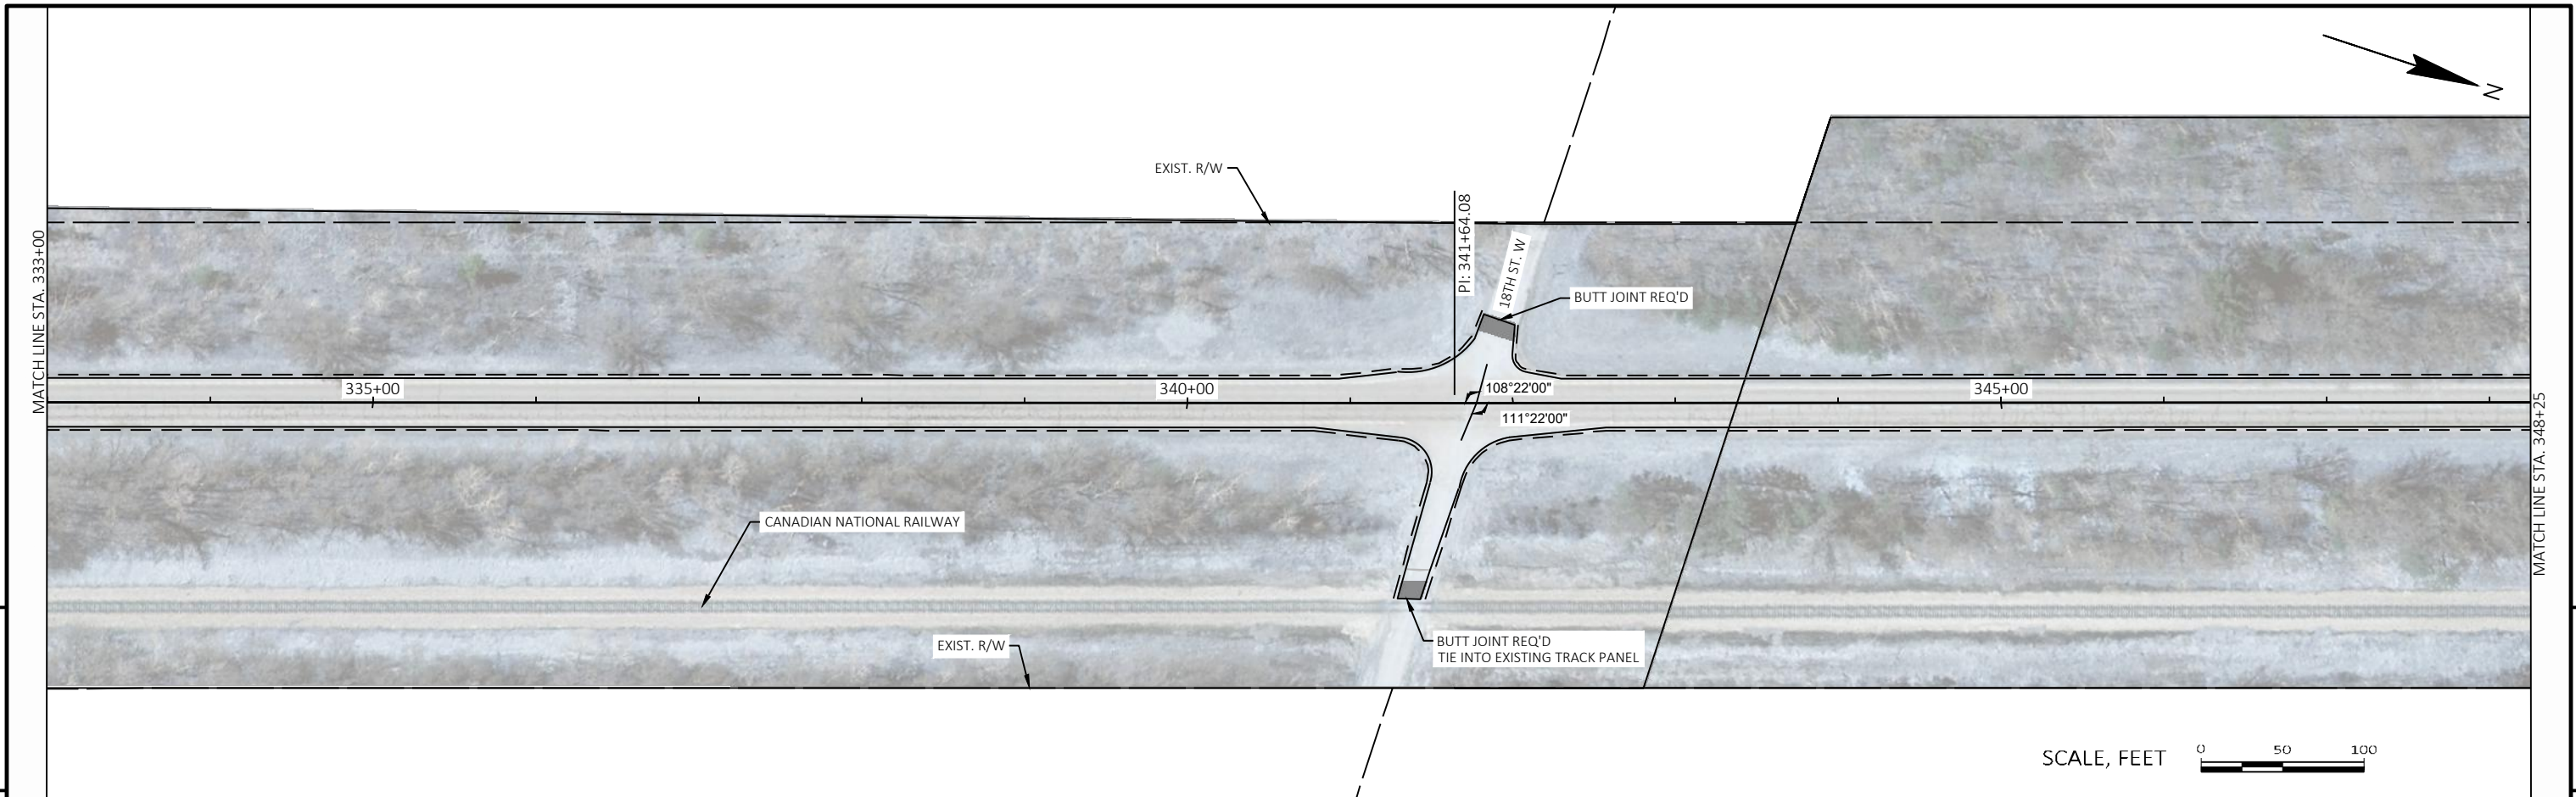 N
EXIST. R/W
PI: 341+64.08
18TH ST. W
BUTT JOINT REQ'D
MATCH LINE STA. 333+00
335+00
340+00
108°22'00"
345+00
111°22'00"
MATCH LINE STA. 348+25
CANADIAN NATIONAL RAILWAY
EXIST. R/W
BUTT JOINT REQ'D
TIE INTO EXISTING TRACK PANEL
SCALE, FEET
0 50 100